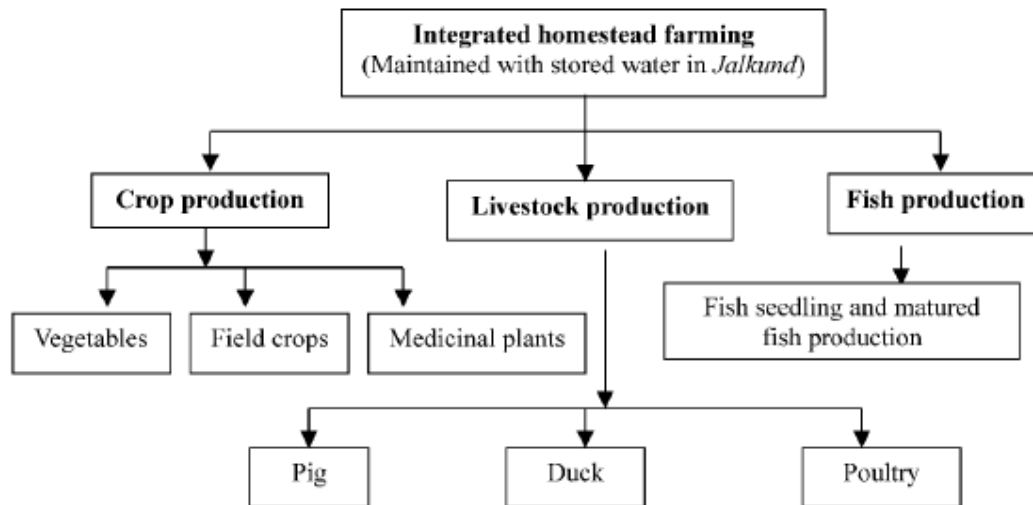 Integrated homestead farming
(Maintained with stored water in Jalkund)
Crop production
Livestock production
Fish production
Vegetables
Field crops
Medicinal plants
Fish seedling and matured
fish production
Pig
Duck
Poultry